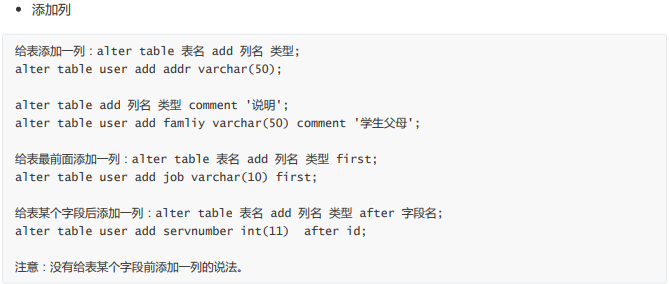 添加列
给表添加一列：alter table 表名 add 列名 类型;
alter table user add addr varchar(50);
alter table add 列名 类型 comment '说明';
alter table user add famliy varchar(50) comment '学生父母';
给表最前面添加一列：alter table 表名 add 列名 类型 first;
alter table user add job varchar(10) first;
给表某个字段后添加一列：alter table 表名 add 列名 类型 after 字段名;
alter table user add servnumber int(11)  after id;
注意：没有给表某个字段前添加一列的说法。